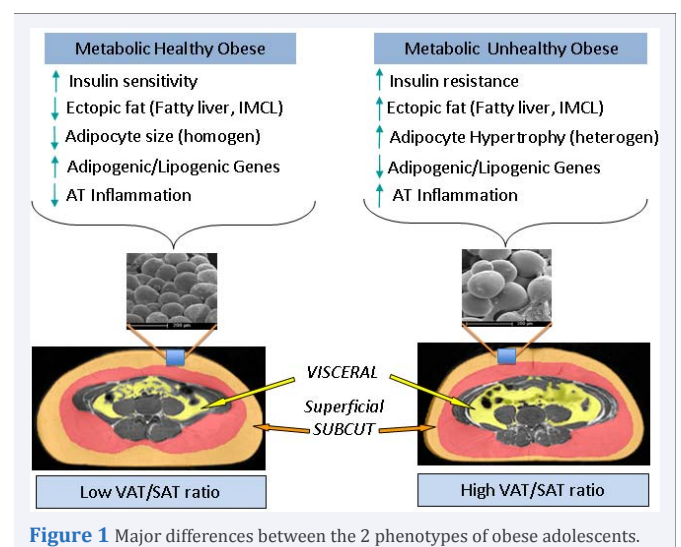 Metabolic Healthy Obese
↑ Insulin sensitivity
↓ Ectopic fat (Fatty liver, IMCL)
↓ Adipocyte size (homogen)
↑ Adipogenic/Lipogenic Genes
↓ AT Inflammation
Metabolic Unhealthy Obese
↑ Insulin resistance
↑ Ectopic fat (Fatty liver, IMCL)
↑ Adipocyte Hypertrophy (heterogen)
↓ Adipogenic/Lipogenic Genes
↑ AT Inflammation
VISCERAL
Superficial
SUBCUT
Low VAT/SAT ratio
High VAT/SAT ratio
Figure 1 Major differences between the 2 phenotypes of obese adolescents.